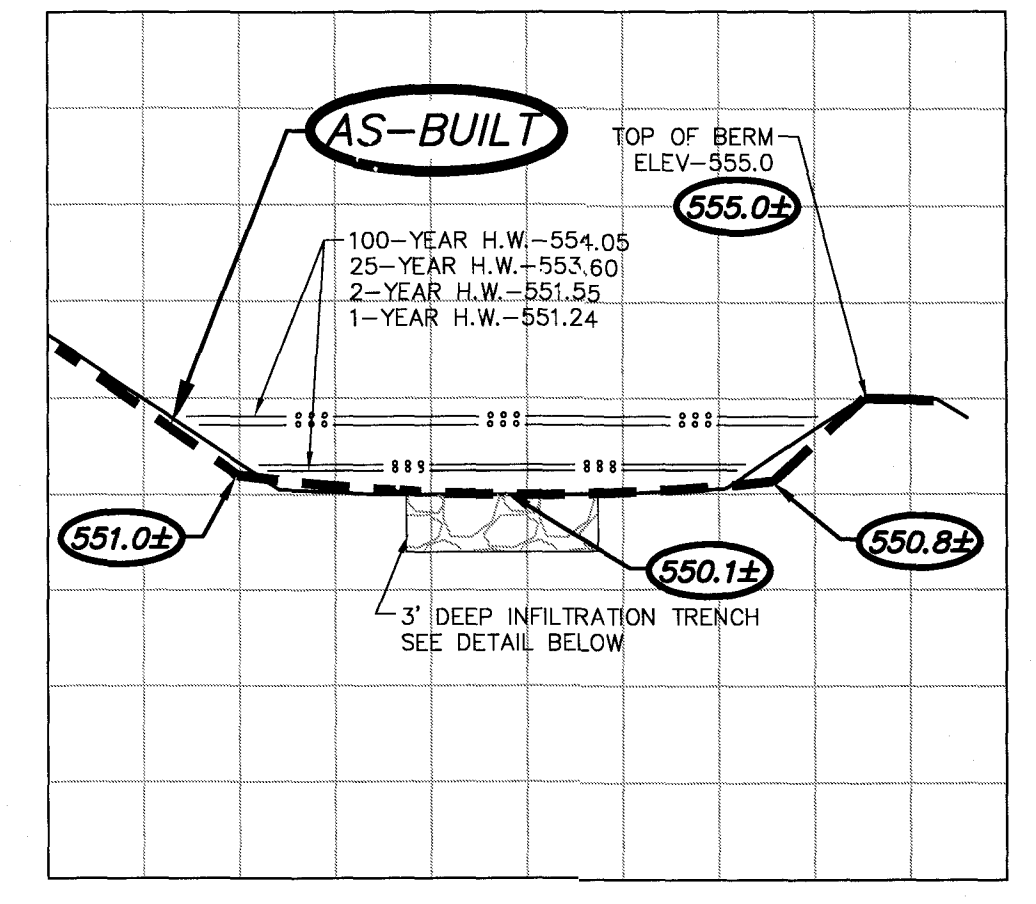 AS-BUILT
TOP OF BERM
ELEV-555.0
555.0±
100-YEAR H.W.-554.05
25-YEAR H.W.-553.60
2-YEAR H.W.-551.55
1-YEAR H.W.-551.24
551.0±
550.1±
550.8±
3' DEEP INFILTRATION TRENCH
SEE DETAIL BELOW